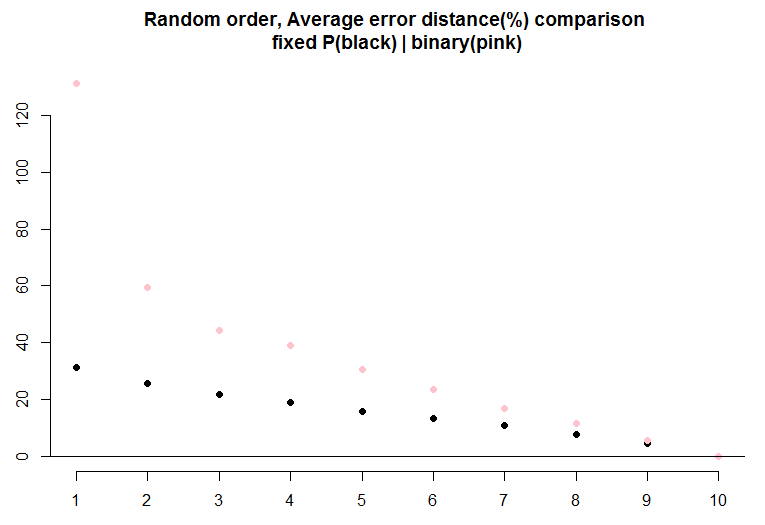 Random order, Average error distance(%) comparison
fixed P(black) | binary(pink)
120
100
80
60
40
20
0
1 2 3 4 5 6 7 8 9 10